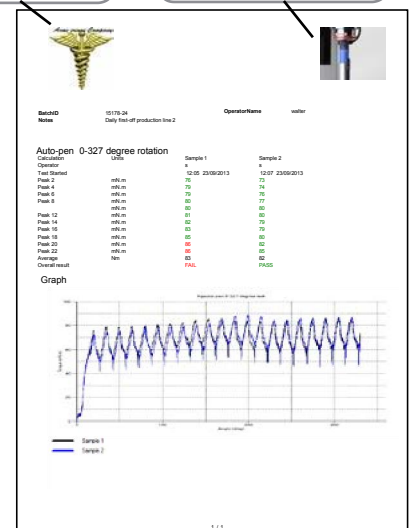 Acme pens Company
BatchID 15178-24 OperatorName waller
Notes Daily first-off production line 2
Auto-pen 0-327 degree rotation
Calculation Units Sample 1 Sample 2
Operator s s
Test Started 12:05 23/09/2013 12:07 23/09/2013
Peak 2 mN.m 76 73
Peak 4 mN.m 79 74
Peak 6 mN.m 79 76
Peak 8 mN.m 80 77
mN.m 80 80
Peak 12 mN.m 81 80
Peak 14 mN.m 82 79
Peak 16 mN.m 83 79
Peak 18 mN.m 85 80
Peak 20 mN.m 86 82
Peak 22 mN.m 86 85
Average Nm 83 82
Overall result FAIL PASS
Graph
Sample 1
Sample 2
1 / 1